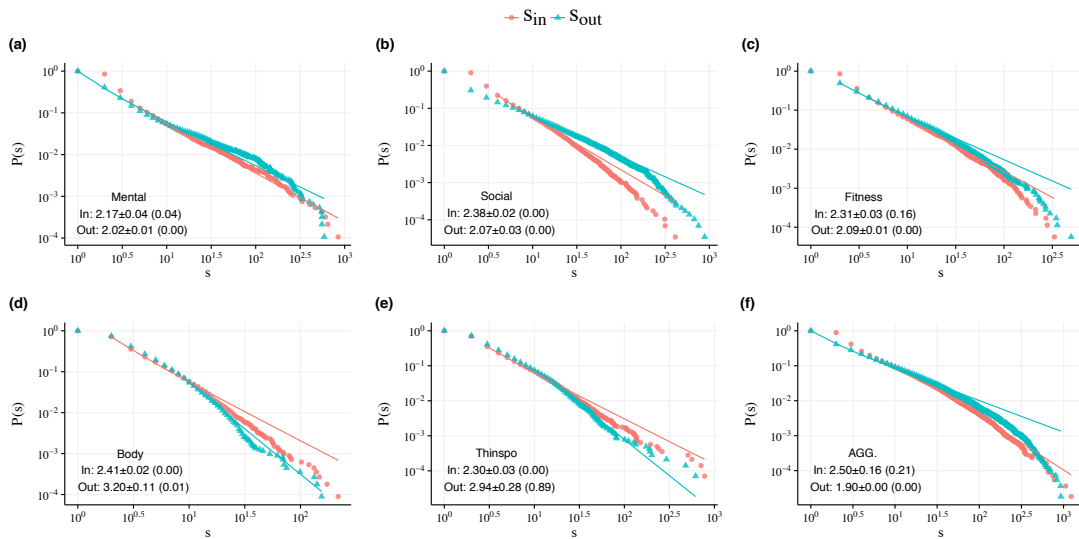 s_in s_out
(a)
(b)
(c)
P(s)
10^0
10^-1
10^-2
10^-3
10^-4
Mental
In: 2.17±0.04 (0.04)
Out: 2.02±0.01 (0.00)
10^0 10^0.5 10^1 10^1.5 10^2 10^2.5 10^3
s
P(s)
10^0
10^-1
10^-2
10^-3
10^-4
Social
In: 2.38±0.02 (0.00)
Out: 2.07±0.03 (0.00)
10^0 10^0.5 10^1 10^1.5 10^2 10^2.5 10^3
s
P(s)
10^0
10^-1
10^-2
10^-3
10^-4
Fitness
In: 2.31±0.03 (0.16)
Out: 2.09±0.01 (0.00)
10^0 10^0.5 10^1 10^1.5 10^2 10^2.5
s
(d)
(e)
(f)
P(s)
10^0
10^-1
10^-2
10^-3
10^-4
Body
In: 2.41±0.02 (0.00)
Out: 3.20±0.11 (0.01)
10^0 10^0.5 10^1 10^1.5 10^2
s
P(s)
10^0
10^-1
10^-2
10^-3
10^-4
Thinspo
In: 2.30±0.03 (0.00)
Out: 2.94±0.28 (0.89)
10^0 10^0.5 10^1 10^1.5 10^2 10^2.5 10^3
s
P(s)
10^0
10^-1
10^-2
10^-3
10^-4
AGG.
In: 2.50±0.16 (0.21)
Out: 1.90±0.00 (0.00)
10^0 10^0.5 10^1 10^1.5 10^2 10^2.5 10^3
s